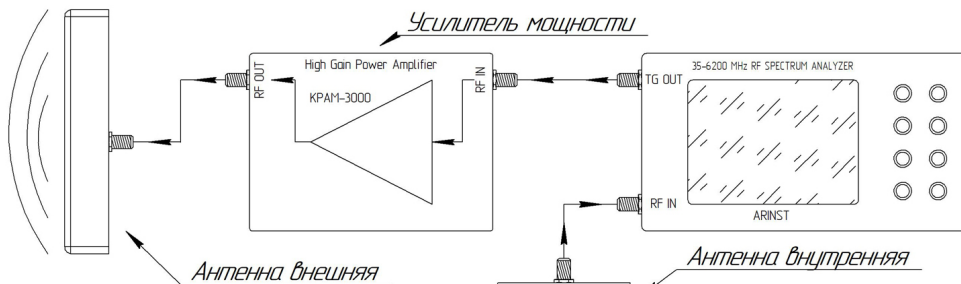 Усилитель мощности
High Gain Power Amplifier
RF OUT
KPAM-3000
RF IN
35-6200 MHz RF SPECTRUM ANALYZER
TG OUT
RF IN
ARINST
Антенна внешняя
Антенна внутренняя